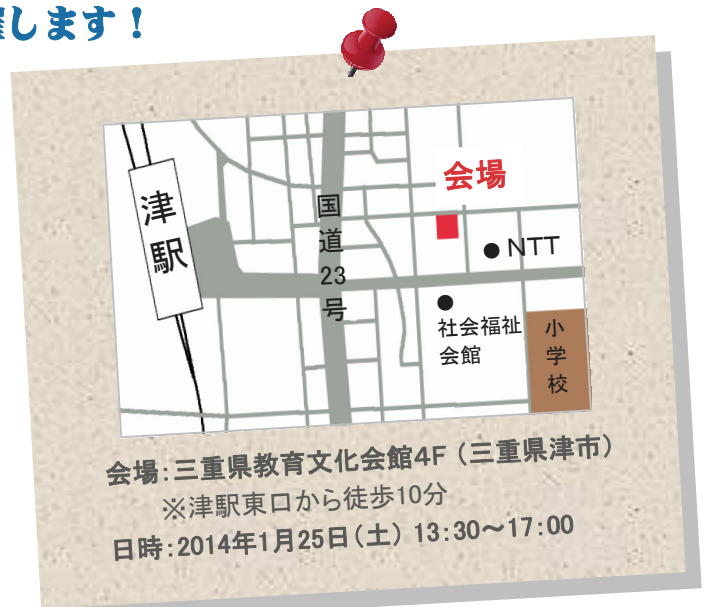 します！
会場
津駅
国道23号
NTT
社会福祉
会館
小学校
会場：三重県教育文化会館4F（三重県津市）
※津駅東口から徒歩10分
日時：2014年1月25日（土） 13：30～17：00